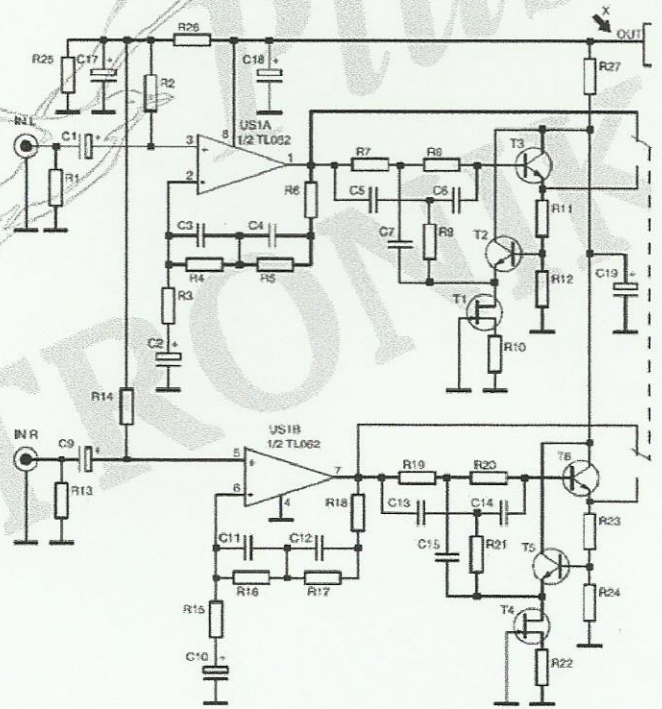 X
OUT
R26
R25
C17
R2
C18
R27
IN L
C1
US1A
1/2 TL062
8
3
1
2
R1
R6
R7
R8
T3
C5
C6
R11
C3
C4
C7
R9
T2
R4
R5
R12
C19
R3
T1
C2
R10
TRONIK
R14
IN R
C9
US1B
1/2 TL062
5
7
6
4
R13
R18
R19
R20
T6
C13
C14
R23
C11
C12
C15
R21
T5
R16
R17
R24
R15
T4
C10
R22